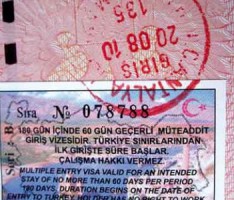 135
20 08 10
T.C. ANTALYA
GİRİŞ
Sıra № 078788
Seri: B
180 GÜN İÇİNDE 60 GÜN GEÇERLİ MÜTEADDİT
GİRİŞ VİZESİDİR. TÜRKİYE SINIRLARINDAN
İLK GİRİŞTE SÜRE BAŞLAR.
ÇALIŞMA HAKKI VERMEZ.
MULTIPLE ENTRY VISA VALID FOR AN INTENDED
STAY OF NO MORE THAN 60 DAYS PER PERIOD
180 DAYS. DURATION BEGINS ON THE DATE OF
ENTRY TO TURKEY. HOLDER HAS NO RIGHT TO WORK